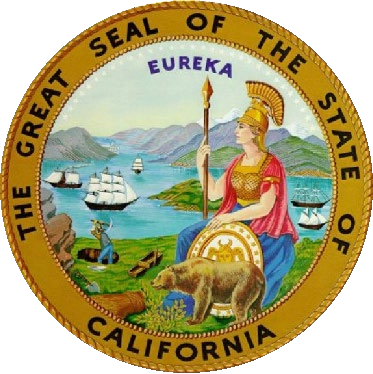 THE GREAT SEAL OF THE STATE OF
EUREKA
CALIFORNIA